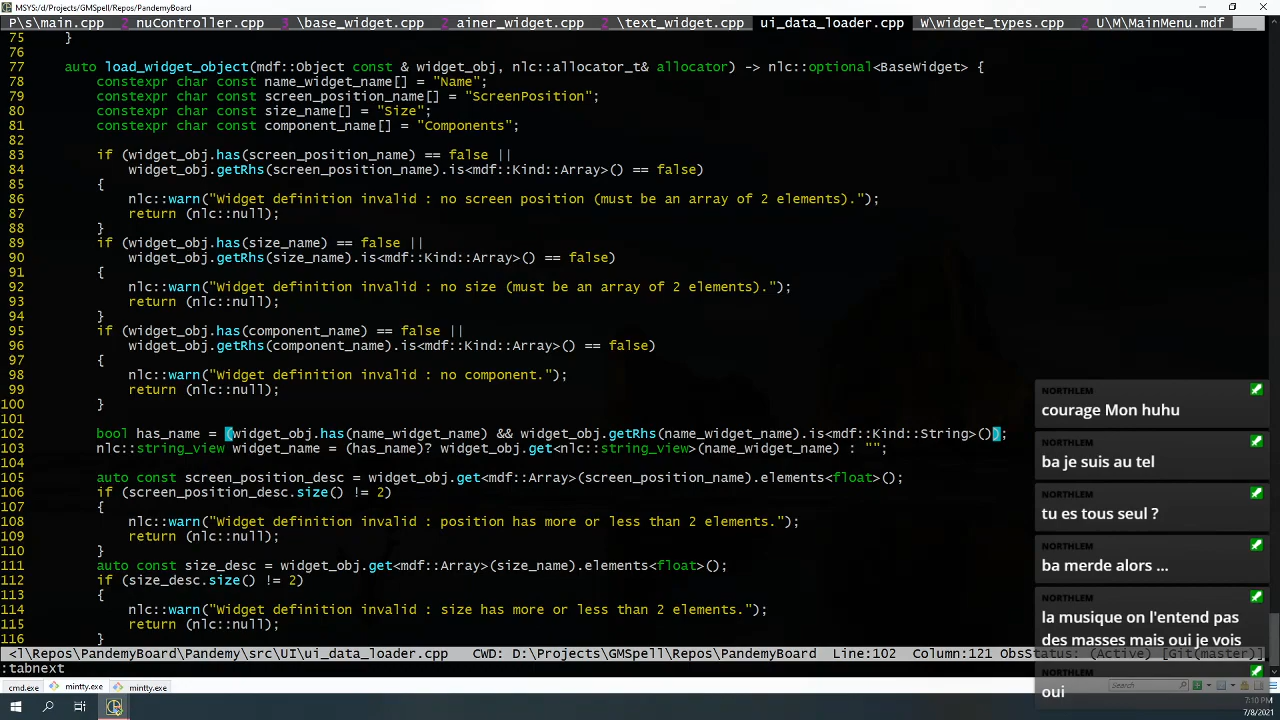 MSYS:/d/Projects/GMSpell/Repos/PandemyBoard
P\s\main.cpp 2 nuController.cpp 3 \base_widget.cpp 2 ainer_widget.cpp 2 \text_widget.cpp ui_data_loader.cpp W\widget_types.cpp 2 U\M\MainMenu.mdf
75 }
76
77 auto load_widget_object(mdf::Object const & widget_obj, nlc::allocator_t& allocator) -> nlc::optional<BaseWidget> {
78 constexpr char const name_widget_name[] = "Name";
79 constexpr char const screen_position_name[] = "ScreenPosition";
80 constexpr char const size_name[] = "Size";
81 constexpr char const component_name[] = "Components";
82
83 if (widget_obj.has(screen_position_name) == false ||
84 widget_obj.getRhs(screen_position_name).is<mdf::Kind::Array>() == false)
85 {
86 nlc::warn("Widget definition invalid : no screen position (must be an array of 2 elements).");
87 return (nlc::null);
88 }
89 if (widget_obj.has(size_name) == false ||
90 widget_obj.getRhs(size_name).is<mdf::Kind::Array>() == false)
91 {
92 nlc::warn("Widget definition invalid : no size (must be an array of 2 elements).");
93 return (nlc::null);
94 }
95 if (widget_obj.has(component_name) == false ||
96 widget_obj.getRhs(component_name).is<mdf::Kind::Array>() == false)
97 {
98 nlc::warn("Widget definition invalid : no component.");
99 return (nlc::null);
100 }
101
102 bool has_name = (widget_obj.has(name_widget_name) && widget_obj.getRhs(name_widget_name).is<mdf::Kind::String>());
103 nlc::string_view widget_name = (has_name)? widget_obj.get<nlc::string_view>(name_widget_name) : "";
104
105 auto const screen_position_desc = widget_obj.get<mdf::Array>(screen_position_name).elements<float>();
106 if (screen_position_desc.size() != 2)
107 {
108 nlc::warn("Widget definition invalid : position has more or less than 2 elements.");
109 return (nlc::null);
110 }
111 auto const size_desc = widget_obj.get<mdf::Array>(size_name).elements<float>();
112 if (size_desc.size() != 2)
113 {
114 nlc::warn("Widget definition invalid : size has more or less than 2 elements.");
115 return (nlc::null);
116 }
<l\Repos\PandemyBoard\Pandemy\src\UI\ui_data_loader.cpp CWD: D:\Projects\GMSpell\Repos\PandemyBoard Line:102 Column:121 ObsStatus: (Active) [Git(master)]
:tabnext
NORTHLEM
courage Mon huhu
NORTHLEM
ba je suis au tel
NORTHLEM
tu es tous seul ?
NORTHLEM
ba merde alors ...
NORTHLEM
la musique on l'entend pas
des masses mais oui je vois
NORTHLEM
oui
cmd.exe mintty.exe mintty.exe
Search
7:10 PM
7/8/2021